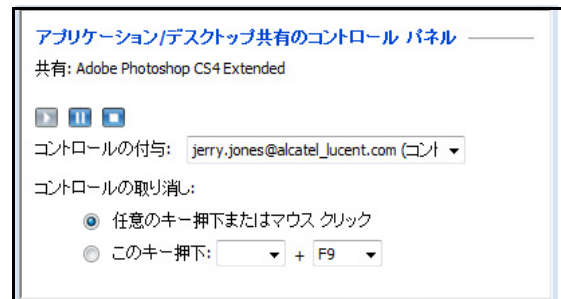 アプリケーション/デスクトップ共有のコントロール パネル
共有: Adobe Photoshop CS4 Extended
コントロールの付与: jerry.jones@alcatel_lucent.com (コント
コントロールの取り消し:
任意のキー押下またはマウス クリック
このキー押下: + F9